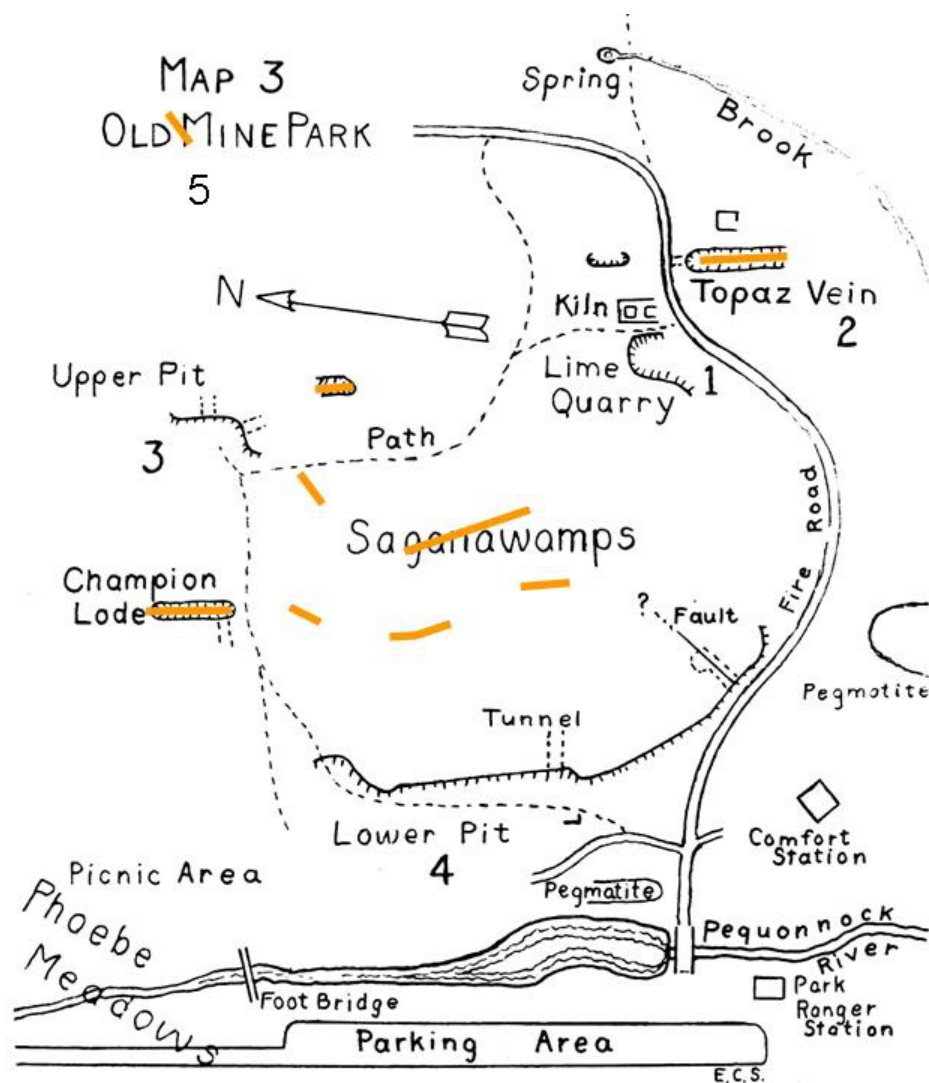 MAP 3
OLD MINE PARK
5
Spring
Brook
N
Kiln
Topaz Vein
2
Lime
Quarry
1
Upper Pit
3
Path
Saganawamps
Champion
Lode
?
Fault
Fire Road
Pegmotite
Tunnel
Lower Pit
4
Comfort
Station
Picnic Area
Pegmatite
Phoebe
Meadows
Pequonnock
River
Foot Bridge
Park
Ranger
Station
Parking Area
E.C.S.